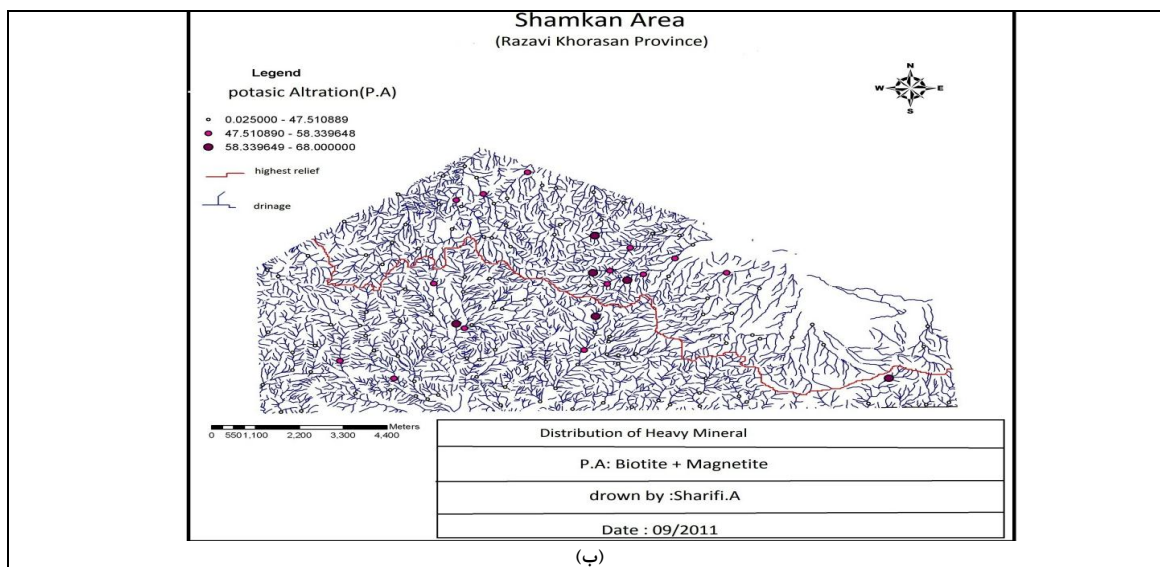 Shamkan Area
(Razavi Khorasan Province)
N
W E
S
Legend
potasic Altration(P.A)
0.025000 - 47.510889
47.510890 - 58.339648
58.339649 - 68.000000
highest relief
drinage
Meters
0 550 1,100 2,200 3,300 4,400
Distribution of Heavy Mineral
P.A: Biotite + Magnetite
drown by :Sharifi.A
Date : 09/2011
(ب)